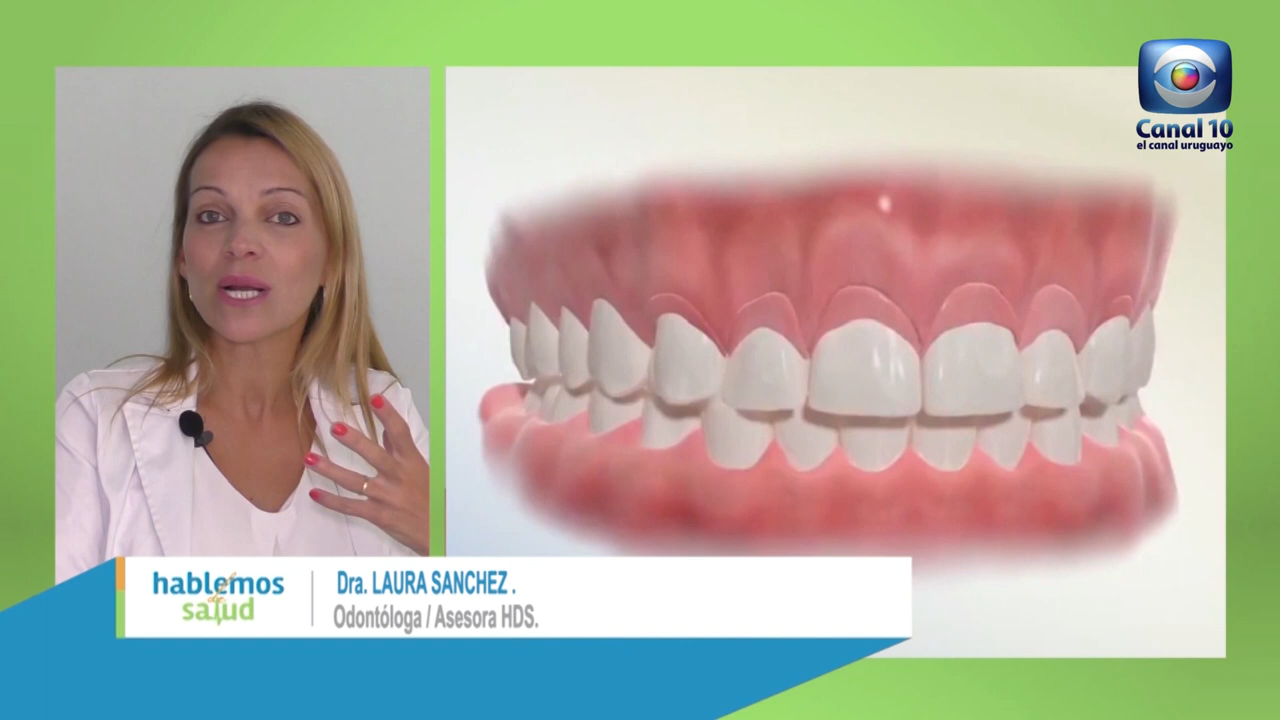 Canal 10
el canal uruguayo
hablemos
de
salud
Dra. LAURA SANCHEZ .
Odontóloga / Asesora HDS.